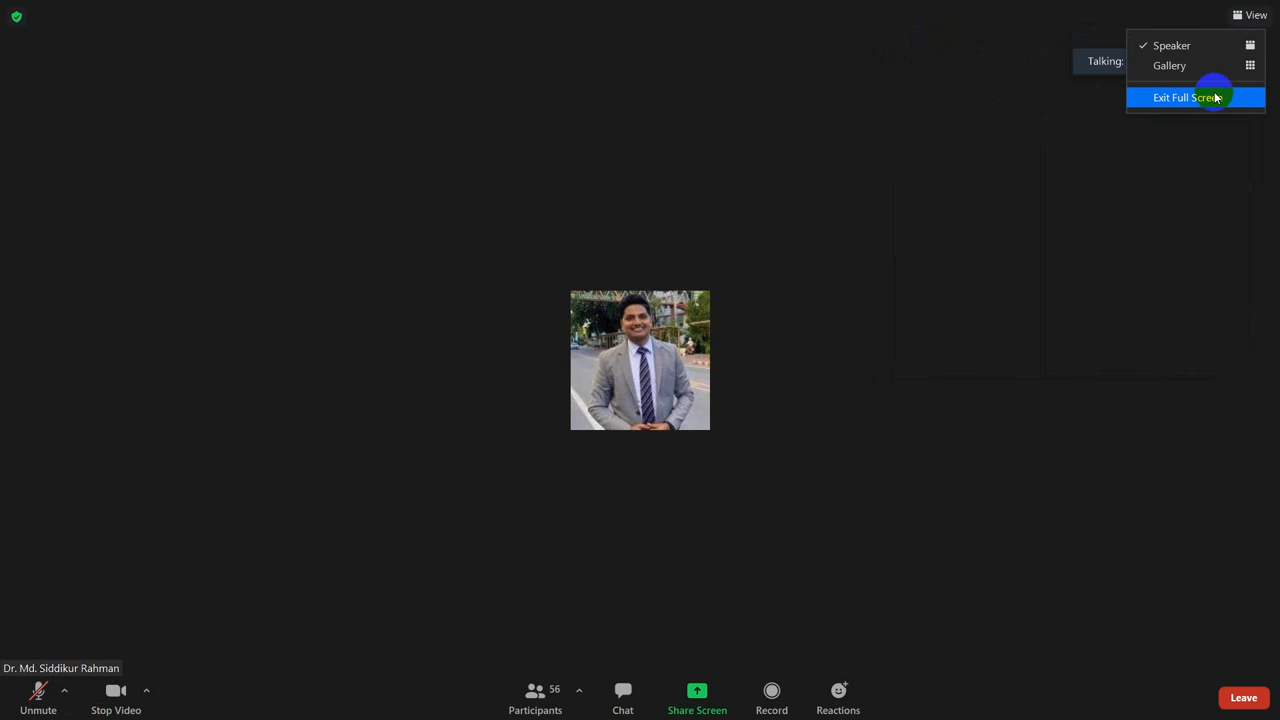 View
Speaker
Talking:
Gallery
Exit Full Screen
Dr. Md. Siddikur Rahman
56
Unmute
Stop Video
Participants
Chat
Share Screen
Record
Reactions
Leave